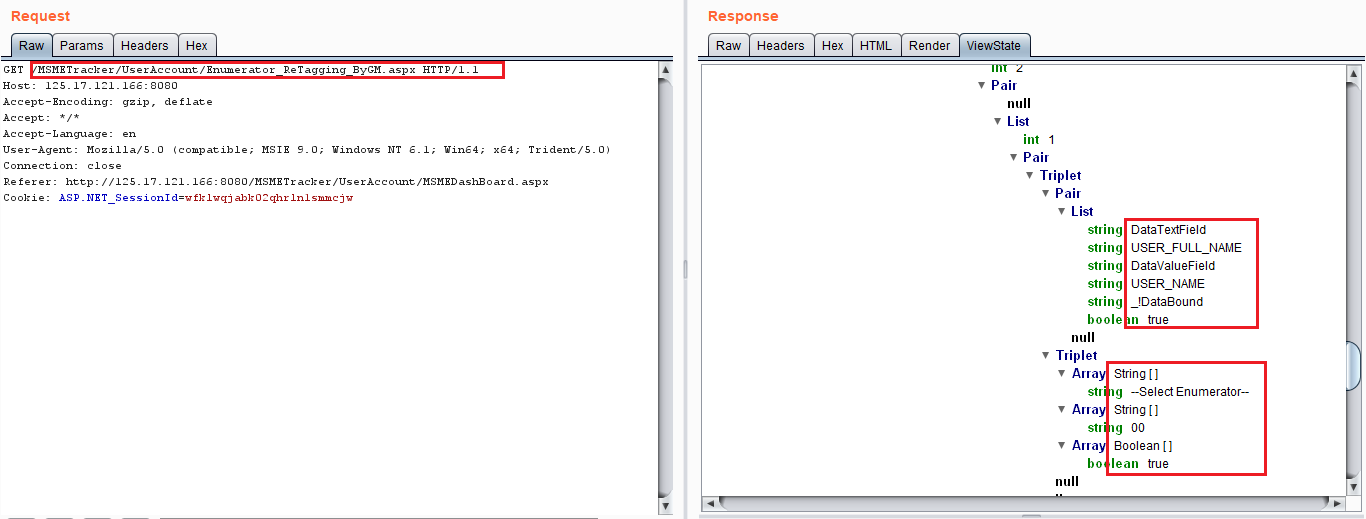 Request
Raw Params Headers Hex
GET /MSMETracker/UserAccount/Enumerator_ReTagging_ByGM.aspx HTTP/1.1
Host: 125.17.121.166:8080
Accept-Encoding: gzip, deflate
Accept: */*
Accept-Language: en
User-Agent: Mozilla/5.0 (compatible; MSIE 9.0; Windows NT 6.1; Win64; x64; Trident/5.0)
Connection: close
Referer: http://125.17.121.166:8080/MSMETracker/UserAccount/MSMEDashBoard.aspx
Cookie: ASP.NET_SessionId=wfklwqjabk02qhrlnlsmmcjw
Response
Raw Headers Hex HTML Render ViewState
int 2
Pair
null
List
int 1
Pair
Triplet
Pair
List
string DataTextField
string USER_FULL_NAME
string DataValueField
string USER_NAME
string _!DataBound
boolean true
null
Triplet
Array String [ ]
string --Select Enumerator--
Array String [ ]
string 00
Array Boolean [ ]
boolean true
null